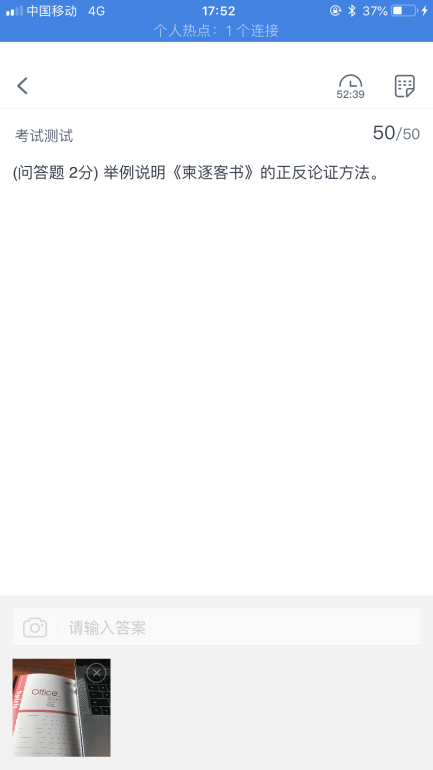 中国移动 4G 17:52 37%
个人热点：1 个连接
52:39
考试测试 50/50
(问答题 2分) 举例说明《柬逐客书》的正反论证方法。
请输入答案
Office